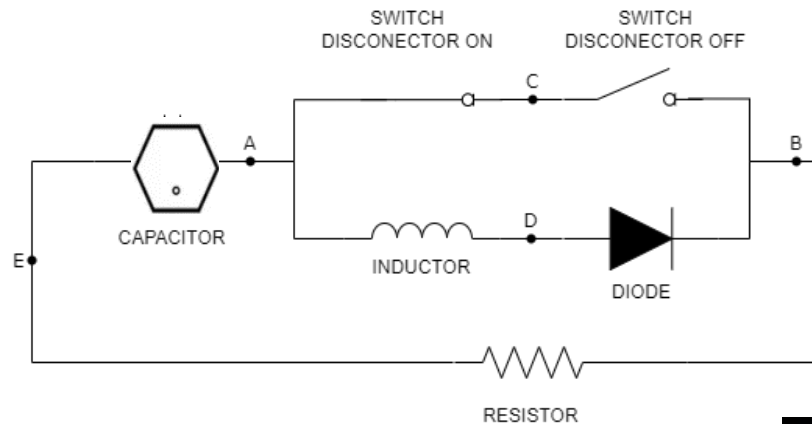 SWITCH
DISCONECTOR ON
SWITCH
DISCONECTOR OFF
C
A
B
CAPACITOR
D
INDUCTOR
E
DIODE
RESISTOR